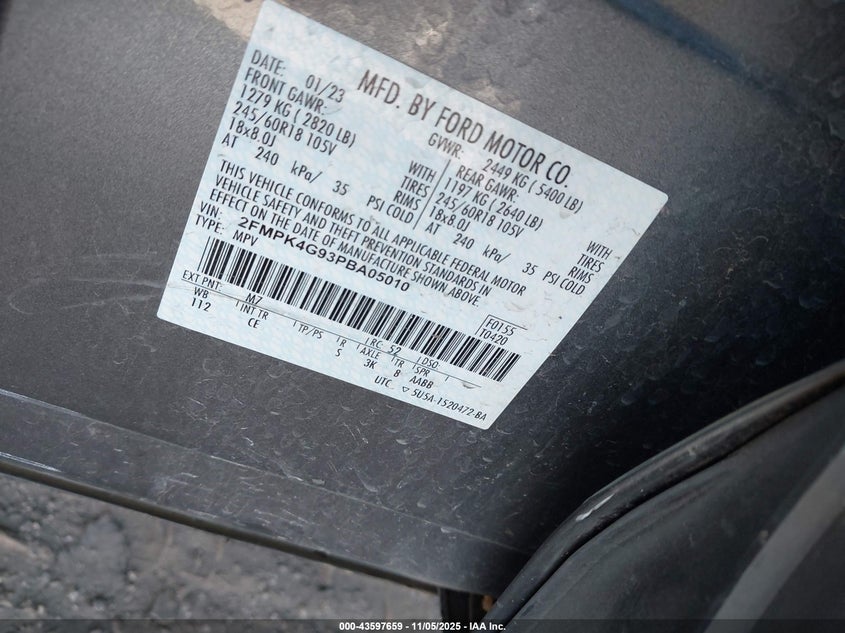 MFD. BY FORD MOTOR CO.
DATE: 01/23 GVWR: 2449 KG ( 5400 LB)
FRONT GAWR: REAR GAWR:
1279 KG ( 2820 LB) WITH 1197 KG ( 2640 LB) WITH
245/60R18 105V TIRES 245/60R18 105V TIRES
18x8.0J RIMS 18x8.0J RIMS
AT 240 kPa/ 35 PSI COLD AT 240 kPa/ 35 PSI COLD
THIS VEHICLE CONFORMS TO ALL APPLICABLE FEDERAL MOTOR
VEHICLE SAFETY AND THEFT PREVENTION STANDARDS IN
EFFECT ON THE DATE OF MANUFACTURE SHOWN ABOVE.
VIN: 2FMPK4G93PBA05010
TYPE: MPV
F0155
T0420
EXT PNT: M7 RC: 52 DSO:
WB INT TR TP/PS R AXLE TR SPR
112 CE S 3K 8 AABB
UTC ▽ 5U5A-1520472-BA
000-43597659 - 11/05/2025 - IAA Inc.